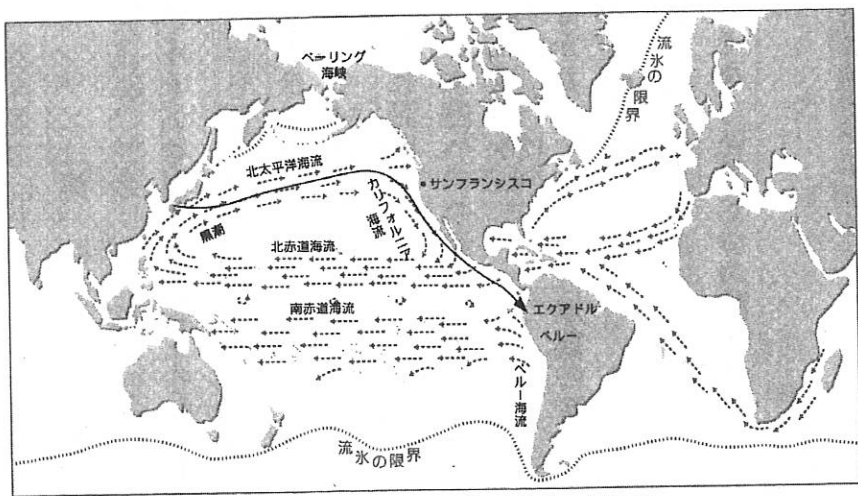 ベーリング
海峡
流氷の限界
北太平洋海流
サンフランシスコ
カリフォルニア
海流
黒潮
北赤道海流
南赤道海流
エクアドル
ペルー
ペルー海流
流氷の限界